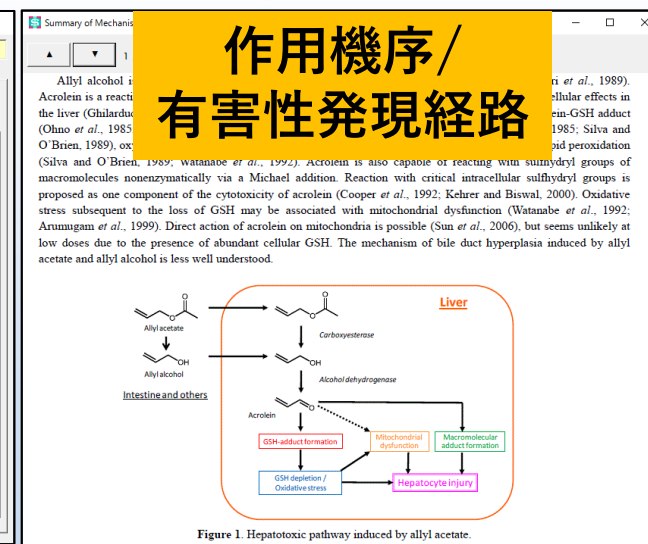 Summary of Mechanis
作用機序/
有害性発現経路
1
Allyl alcohol i
ri et al., 1989).
Acrolein is a reacti
ellular effects in
the liver (Ghilarduc
ein-GSH adduct
(Ohno et al., 1985
1985; Silva and
O'Brien, 1989), oxy
pid peroxidation
(Silva and O'Brien, 1989; Watanabe et al., 1992). Acrolein is also capable of reacting with sulfhydryl groups of
macromolecules nonenzymatically via a Michael addition. Reaction with critical intracellular sulfhydryl groups is
proposed as one component of the cytotoxicity of acrolein (Cooper et al., 1992; Kehrer and Biswal, 2000). Oxidative
stress subsequent to the loss of GSH may be associated with mitochondrial dysfunction (Watanabe et al., 1992;
Arumugam et al., 1999). Direct action of acrolein on mitochondria is possible (Sun et al., 2006), but seems unlikely at
low doses due to the presence of abundant cellular GSH. The mechanism of bile duct hyperplasia induced by allyl
acetate and allyl alcohol is less well understood.
Liver
O
O
O
O
Allyl acetate
Carboxyesterase
OH
OH
Allyl alcohol
Alcohol dehydrogenase
Intestine and others
O
Acrolein
GSH-adduct formation
Mitochondrial
dysfunction
Macromolecular
adduct formation
GSH depletion /
Oxidative stress
Hepatocyte injury
Figure 1. Hepatotoxic pathway induced by allyl acetate.